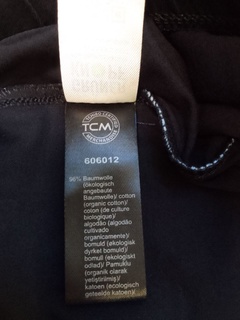 TCM
606012
96% Baumwolle
(ökologisch
angebaute
Baumwolle)/ cotton
(organic cotton)/
coton (de culture
biologique)/
algodão (algodão
cultivado
organicamente)/
bomuld (økologisk
dyrket bomuld)/
bomull (ekologiskt
odlad)/ Pamuklu
(organik olarak
yetiştirilmiş)/
katoen (ecologisch
geteelde katoen)/